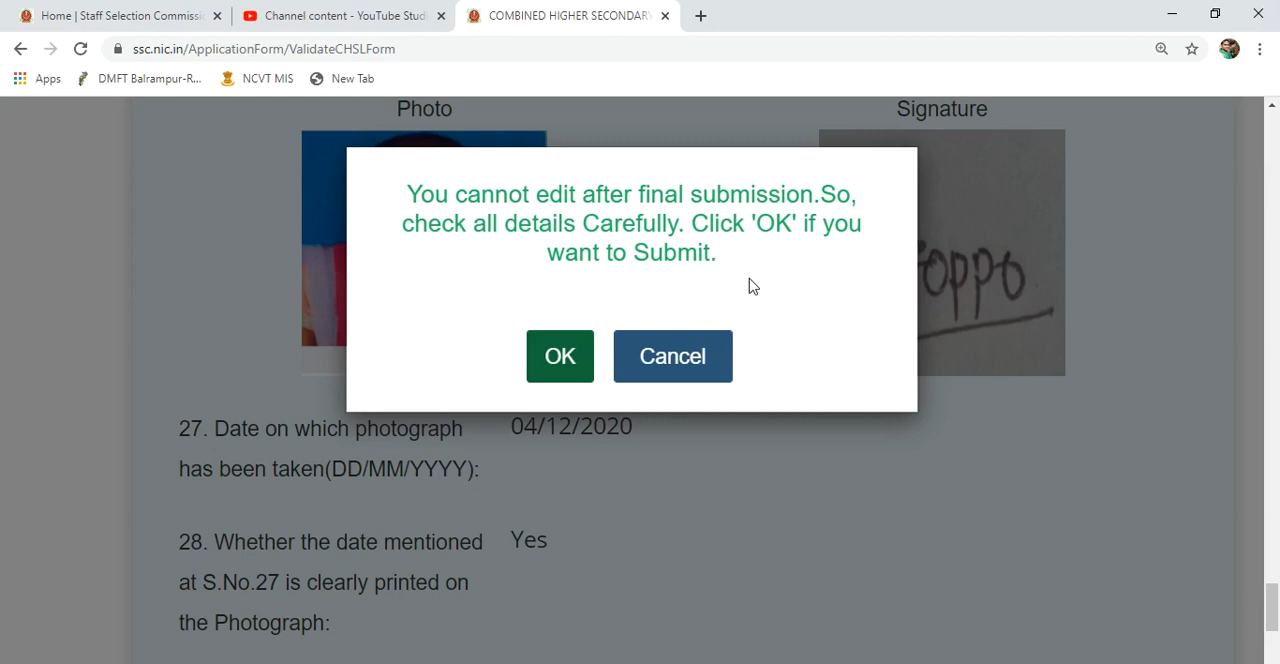 Home | Staff Selection Commissi
Channel content - YouTube Studi
COMBINED HIGHER SECONDAR
ssc.nic.in/ApplicationForm/ValidateCHSLForm
Apps
DMFT Balrampur-R...
NCVT MIS
New Tab
Photo
Signature
You cannot edit after final submission.So,
check all details Carefully. Click 'OK' if you
want to Submit.
oppo
OK
Cancel
27. Date on which photograph
04/12/2020
has been taken(DD/MM/YYYY):
28. Whether the date mentioned
Yes
at S.No.27 is clearly printed on
the Photograph: